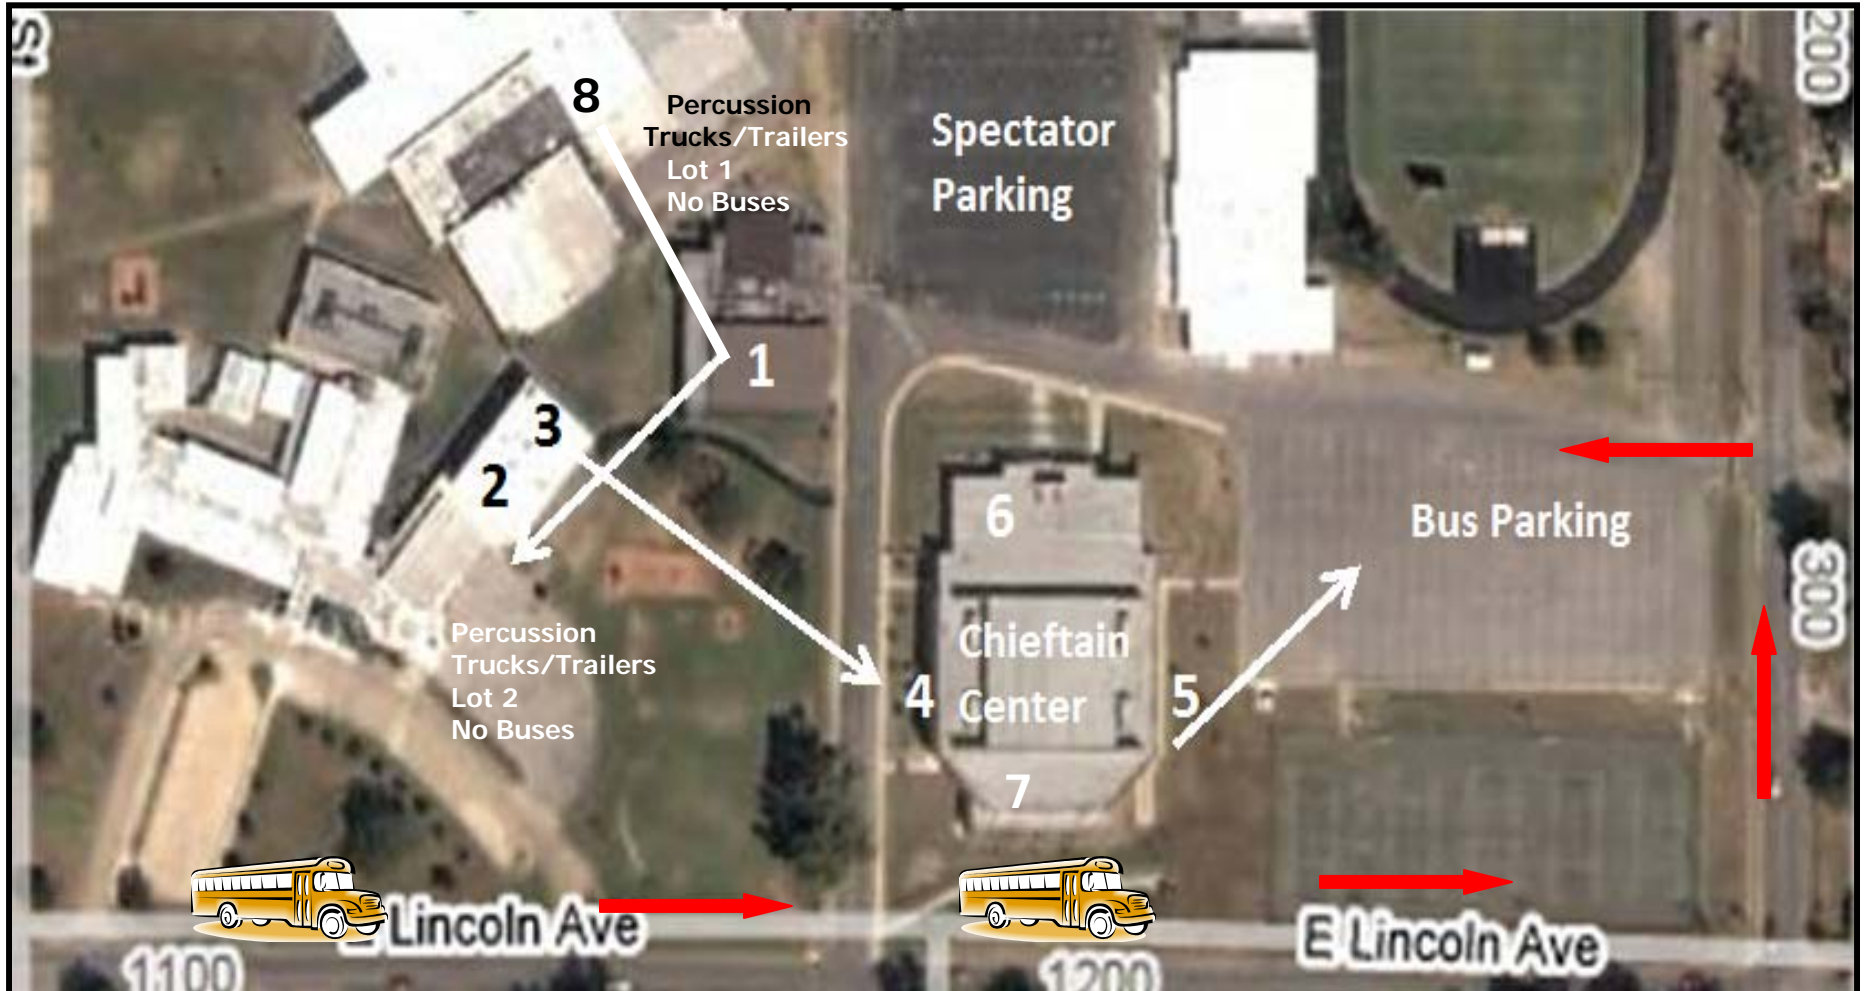 St
200
8
Percussion
Trucks/Trailers
Lot 1
No Buses
Spectator
Parking
1
3
2
6
Bus Parking
300
Percussion
Trucks/Trailers
Lot 2
No Buses
Chieftain
Center
4
5
7
Lincoln Ave
E Lincoln Ave
1100
1200